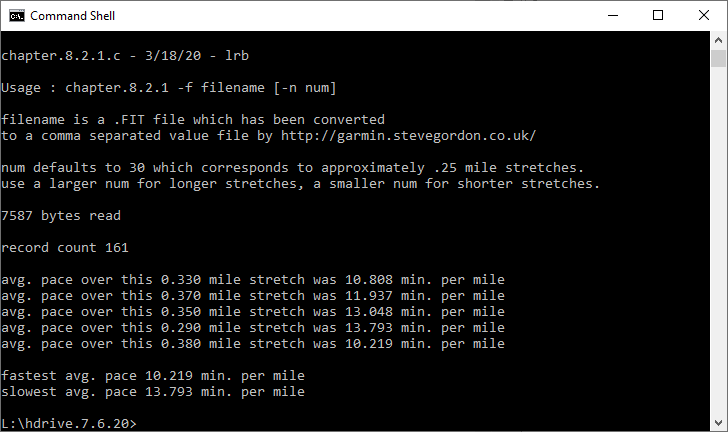 Command Shell
chapter.8.2.1.c - 3/18/20 - lrb
Usage : chapter.8.2.1 -f filename [-n num]
filename is a .FIT file which has been converted
to a comma separated value file by http://garmin.stevegordon.co.uk/
num defaults to 30 which corresponds to approximately .25 mile stretches.
use a larger num for longer stretches, a smaller num for shorter stretches.
7587 bytes read
record count 161
avg. pace over this 0.330 mile stretch was 10.808 min. per mile
avg. pace over this 0.370 mile stretch was 11.937 min. per mile
avg. pace over this 0.350 mile stretch was 13.048 min. per mile
avg. pace over this 0.290 mile stretch was 13.793 min. per mile
avg. pace over this 0.380 mile stretch was 10.219 min. per mile
fastest avg. pace 10.219 min. per mile
slowest avg. pace 13.793 min. per mile
L:\hdrive.7.6.20>